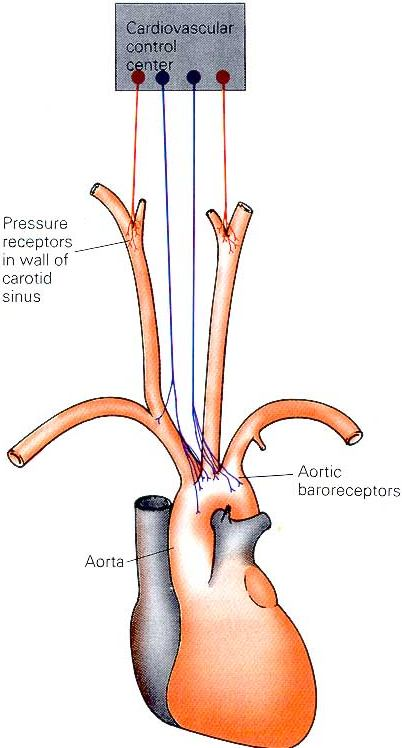 Cardiovascular
control
center
Pressure
receptors
in wall of
carotid
sinus
Aortic
baroreceptors
Aorta